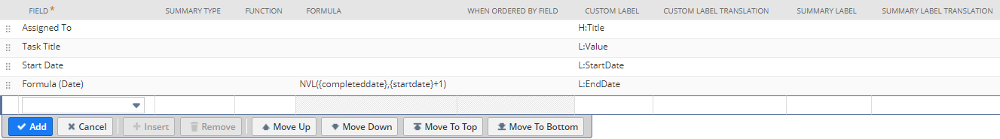 FIELD* SUMMARY TYPE FUNCTION FORMULA WHEN ORDERED BY FIELD CUSTOM LABEL CUSTOM LABEL TRANSLATION SUMMARY LABEL SUMMARY LABEL TRANSLATION
Assigned To H:Title
Task Title L:Value
Start Date L:StartDate
Formula (Date) NVL({completeddate},{startdate}+1) L:EndDate
Add Cancel Insert Remove Move Up Move Down Move To Top Move To Bottom